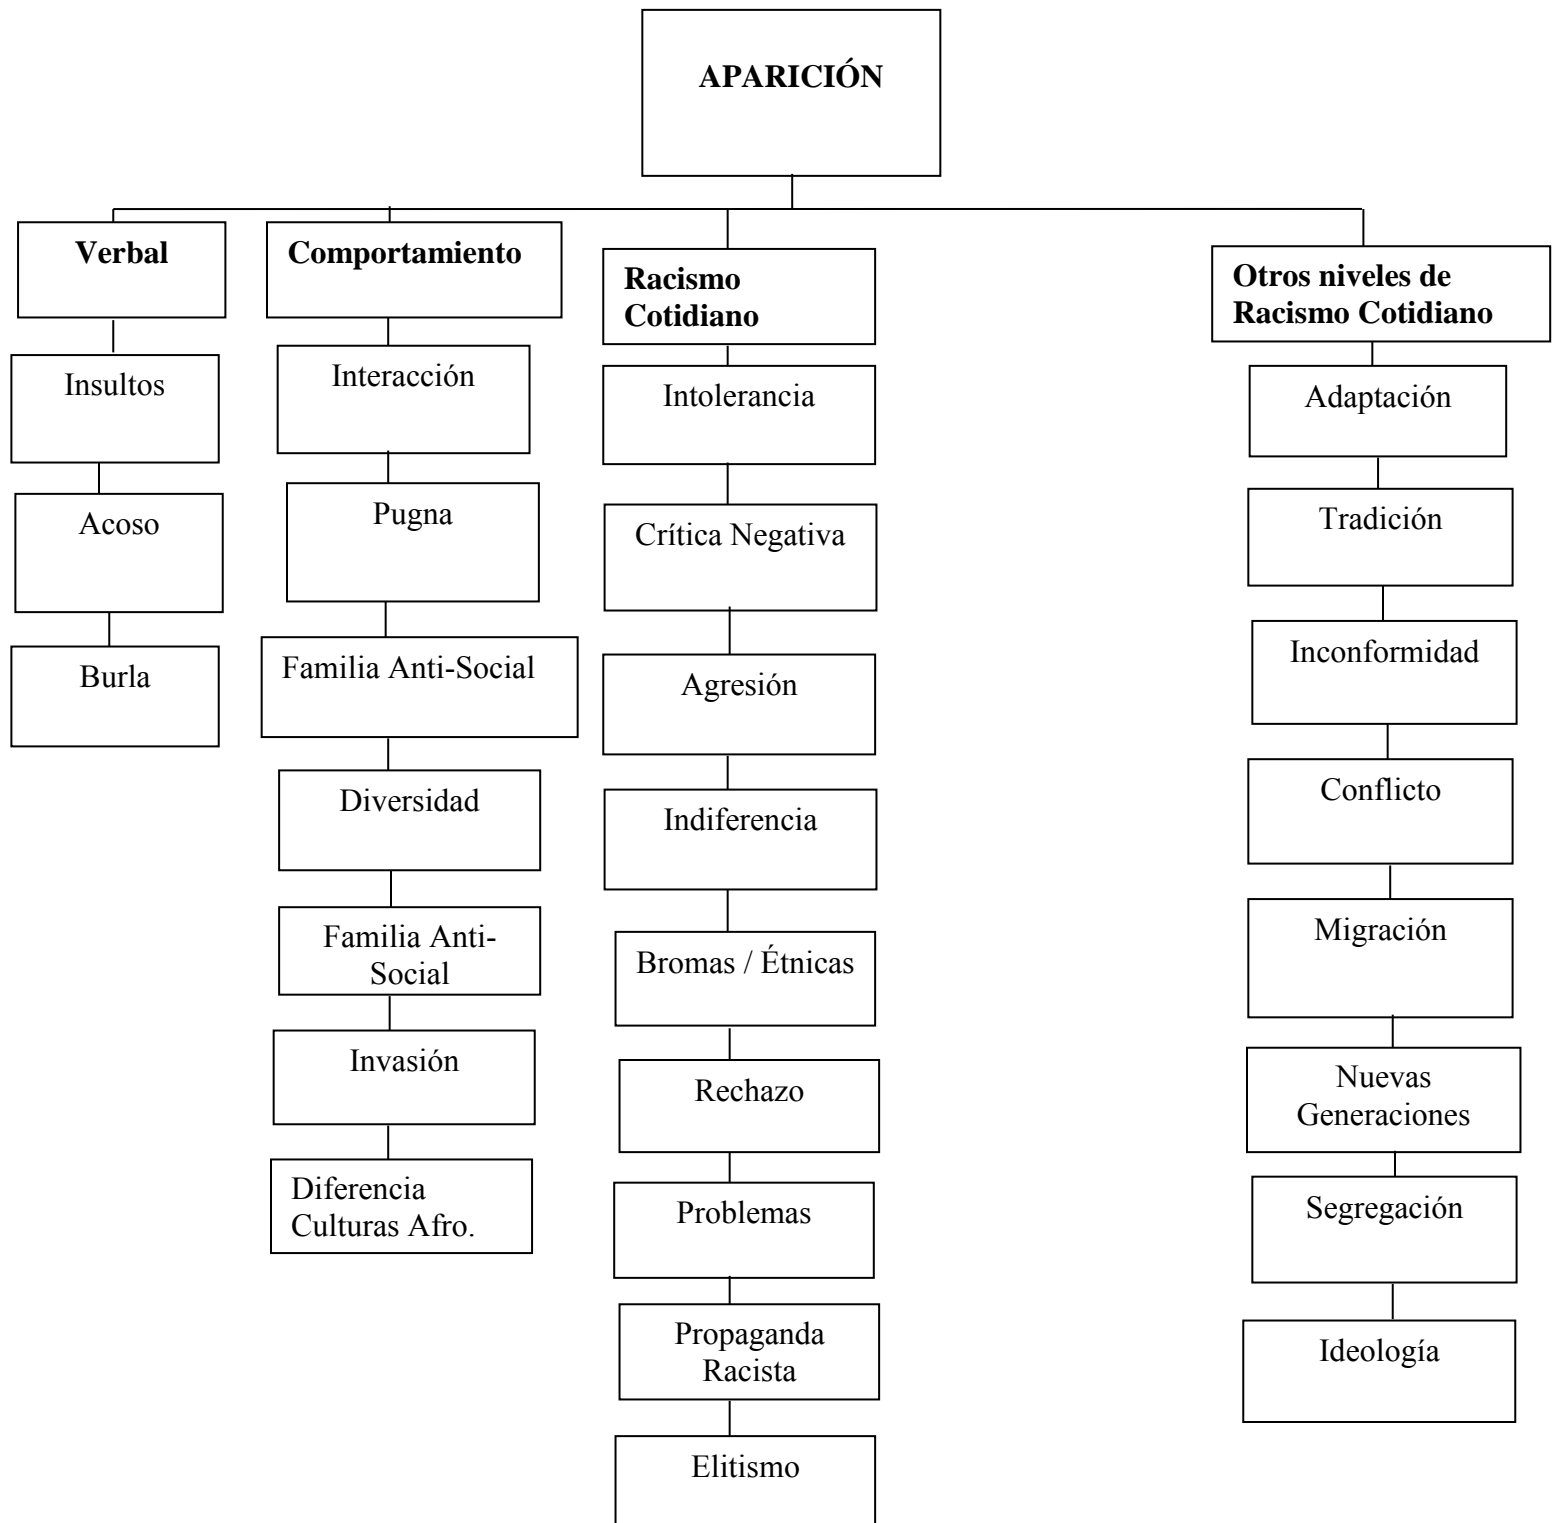 APARICIÓN
Verbal
Insultos
Acoso
Burla
Comportamiento
Interacción
Pugna
Familia Anti-Social
Diversidad
Familia Anti-
Social
Invasión
Diferencia
Culturas Afro.
Racismo
Cotidiano
Intolerancia
Crítica Negativa
Agresión
Indiferencia
Bromas / Étnicas
Rechazo
Problemas
Propaganda
Racista
Elitismo
Otros niveles de
Racismo Cotidiano
Adaptación
Tradición
Inconformidad
Conflicto
Migración
Nuevas
Generaciones
Segregación
Ideología